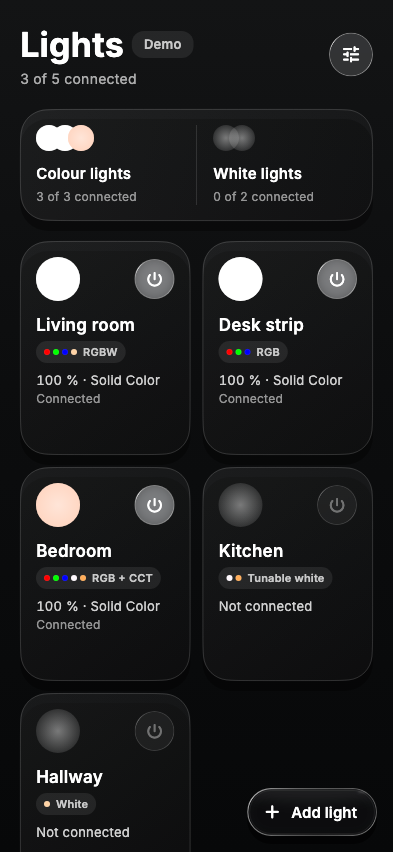 Lights Demo
3 of 5 connected
Colour lights
3 of 3 connected
White lights
0 of 2 connected
Living room
RGBW
100 % · Solid Color
Connected
Desk strip
RGB
100 % · Solid Color
Connected
Bedroom
RGB + CCT
100 % · Solid Color
Connected
Kitchen
Tunable white
Not connected
Hallway
White
Not connected
+ Add light